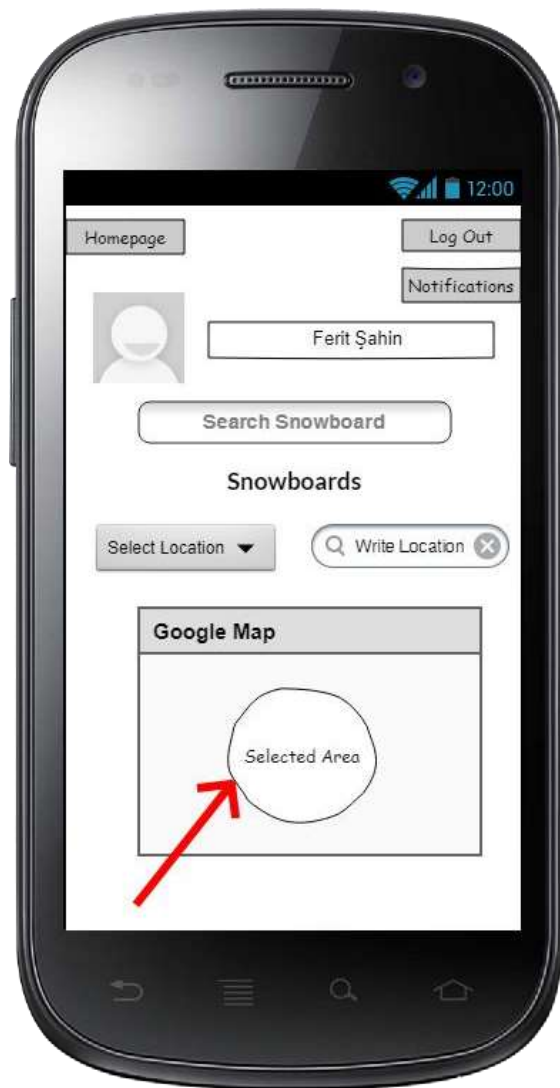 12:00
Homepage
Log Out
Notifications
Ferit Şahin
Search Snowboard
Snowboards
Select Location
Write Location
Google Map
Selected Area